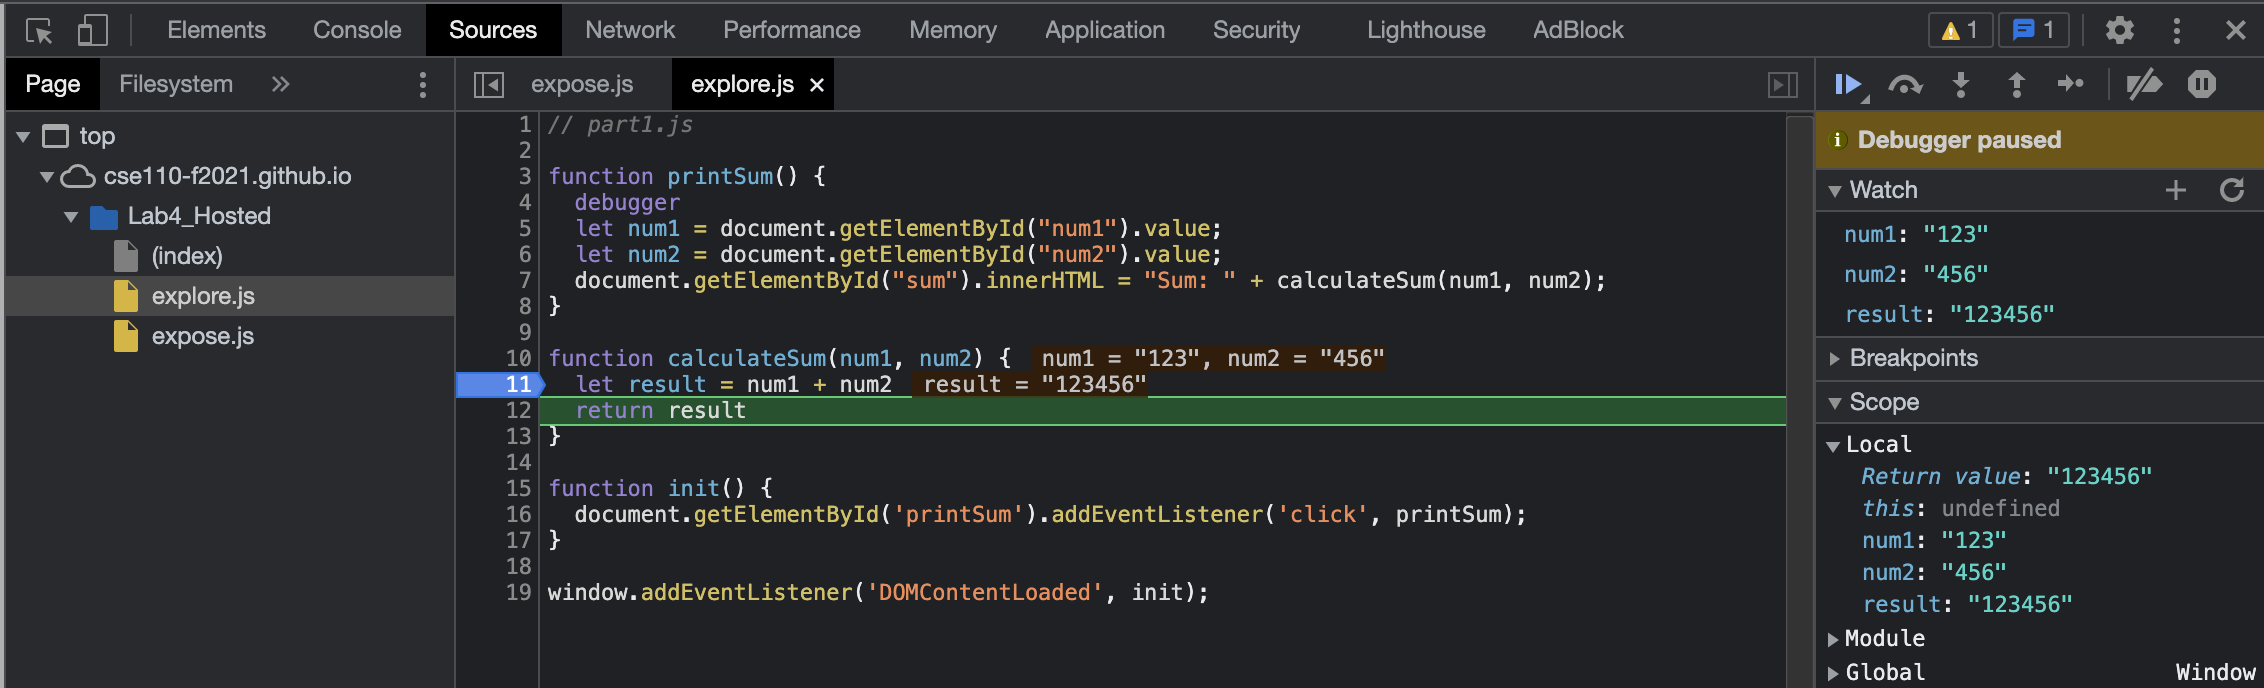 Elements Console Sources Network Performance Memory Application Security Lighthouse AdBlock 1 1
Page Filesystem »
top
cse110-f2021.github.io
Lab4_Hosted
(index)
explore.js
expose.js
expose.js explore.js ×
1 // part1.js
2
3 function printSum() {
4 debugger
5 let num1 = document.getElementById("num1").value;
6 let num2 = document.getElementById("num2").value;
7 document.getElementById("sum").innerHTML = "Sum: " + calculateSum(num1, num2);
8 }
9
10 function calculateSum(num1, num2) { num1 = "123", num2 = "456"
11 let result = num1 + num2 result = "123456"
12 return result
13 }
14
15 function init() {
16 document.getElementById('printSum').addEventListener('click', printSum);
17 }
18
19 window.addEventListener('DOMContentLoaded', init);
Debugger paused
Watch
num1: "123"
num2: "456"
result: "123456"
Breakpoints
Scope
Local
Return value: "123456"
this: undefined
num1: "123"
num2: "456"
result: "123456"
Module
Global Window